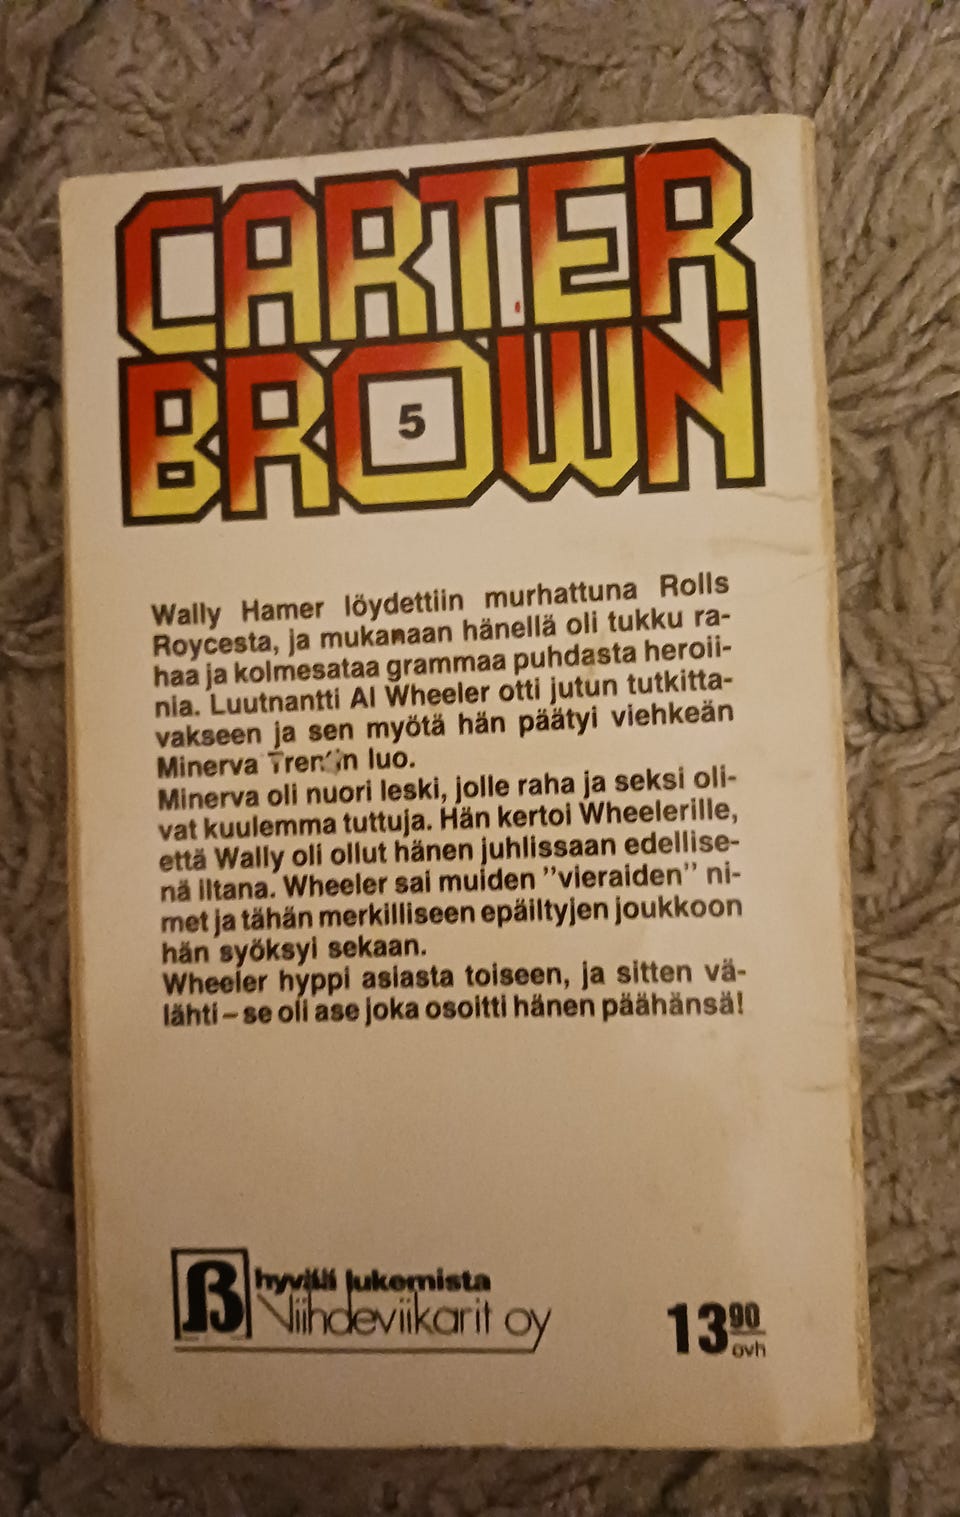 CARTER
BROWN
5
Wally Hamer löydettiin murhattuna Rolls
Roycesta, ja mukanaan hänellä oli tukku ra-
haa ja kolmesataa grammaa puhdasta heroii-
nia. Luutnantti Al Wheeler otti jutun tutkitta-
vakseen ja sen myötä hän päätyi viehkeän
Minerva luo.
Minerva oli nuori leski, jolle raha ja seksi oli-
vat kuulemma tuttuja. Hän kertoi Wheelerille,
että Wally oli ollut hänen juhlissaan edellise-
nä iltana. Wheeler sai muiden ”vieraiden” ni-
met ja tähän merkilliseen epäiltyjen joukkoon
hän syöksyi sekaan.
Wheeler hyppi asiasta toiseen, ja sitten vä-
lähti – se oli ase joka osoitti hänen päähänsä!
B
hyvää lukemista
Viihdeviikarit oy
13 90
ovh